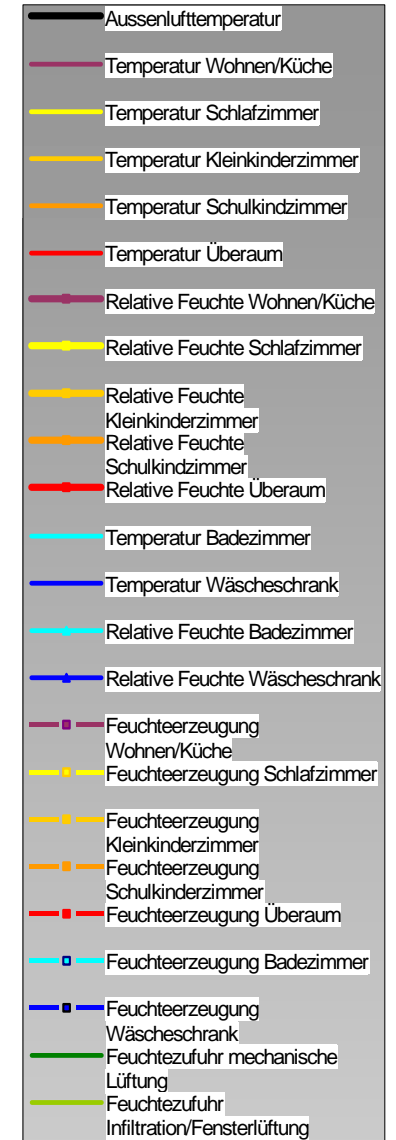 Aussenlufttemperatur
Temperatur Wohnen/Küche
Temperatur Schlafzimmer
Temperatur Kleinkinderzimmer
Temperatur Schulkindzimmer
Temperatur Überaum
Relative Feuchte Wohnen/Küche
Relative Feuchte Schlafzimmer
Relative Feuchte
Kleinkinderzimmer
Relative Feuchte
Schulkindzimmer
Relative Feuchte Überaum
Temperatur Badezimmer
Temperatur Wäscheschrank
Relative Feuchte Badezimmer
Relative Feuchte Wäscheschrank
Feuchteerzeugung
Wohnen/Küche
Feuchteerzeugung Schlafzimmer
Feuchteerzeugung
Kleinkinderzimmer
Feuchteerzeugung
Schulkinderzimmer
Feuchteerzeugung Überaum
Feuchteerzeugung Badezimmer
Feuchteerzeugung
Wäscheschrank
Feuchtezufuhr mechanische
Lüftung
Feuchtezufuhr
Infiltration/Fensterlüftung